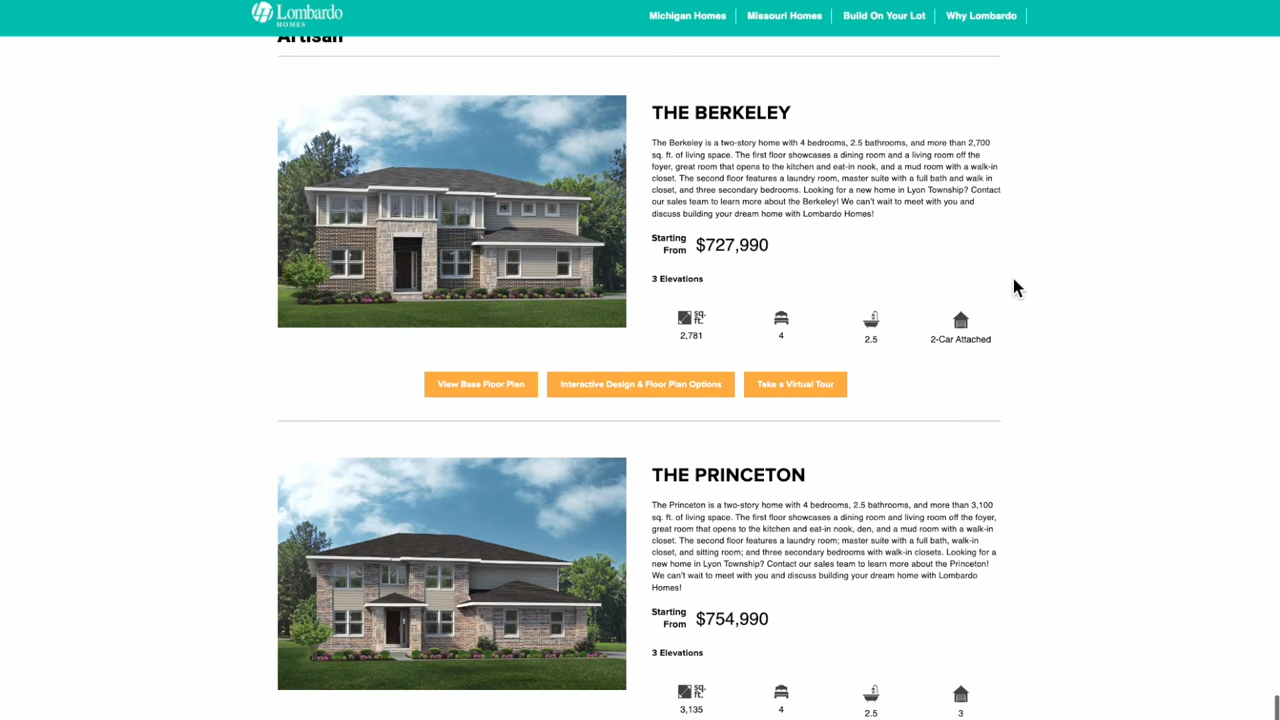 Lombardo
HOMES
Michigan Homes
Missouri Homes
Build On Your Lot
Why Lombardo
Artisan
THE BERKELEY
The Berkeley is a two-story home with 4 bedrooms, 2.5 bathrooms, and more than 2,700
sq. ft. of living space. The first floor showcases a dining room and a living room off the
foyer, great room that opens to the kitchen and eat-in nook, and a mud room with a walk-in
closet. The second floor features a laundry room, master suite with a full bath and walk in
closet, and three secondary bedrooms. Looking for a new home in Lyon Township? Contact
our sales team to learn more about the Berkeley! We can't wait to meet with you and
discuss building your dream home with Lombardo Homes!
Starting
From $727,990
3 Elevations
sq.
ft.
2,781
4
2.5
2-Car Attached
View Base Floor Plan
Interactive Design & Floor Plan Options
Take a Virtual Tour
THE PRINCETON
The Princeton is a two-story home with 4 bedrooms, 2.5 bathrooms, and more than 3,100
sq. ft. of living space. The first floor showcases a dining room and living room off the foyer,
great room that opens to the kitchen and eat-in nook, den, and a mud room with a walk-in
closet. The second floor features a laundry room; master suite with a full bath, walk-in
closet, and sitting room; and three secondary bedrooms with walk-in closets. Looking for a
new home in Lyon Township? Contact our sales team to learn more about the Princeton!
We can't wait to meet with you and discuss building your dream home with Lombardo
Homes!
Starting
From $754,990
3 Elevations
sq.
ft.
3,135
4
2.5
3